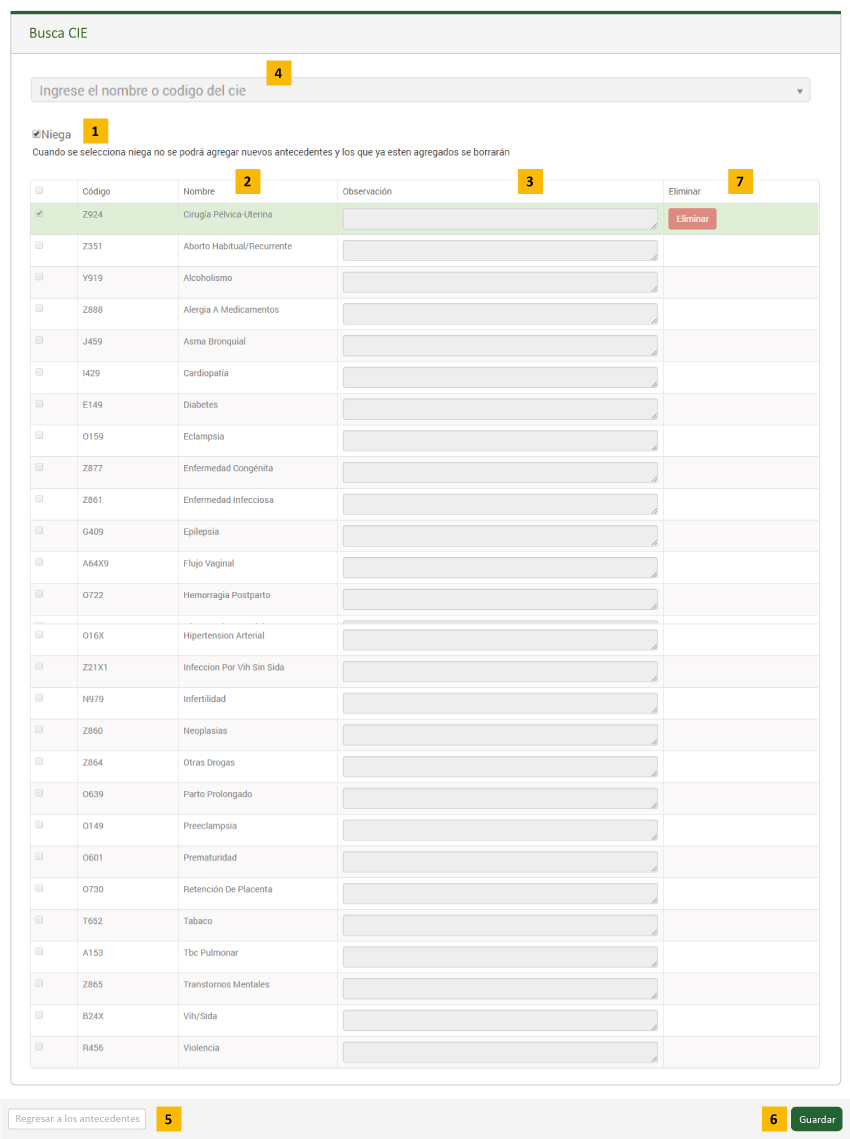 Busca CIE
4
Ingrese el nombre o codigo del cie
Niega 1
Cuando se selecciona niega no se podrá agregar nuevos antecedentes y los que ya esten agregados se borrarán
Código Nombre 2 Observación 3 Eliminar 7
Z924 Cirugía Pélvica-Uterina Eliminar
Z351 Aborto Habitual/Recurrente
Y919 Alcoholismo
Z888 Alergia A Medicamentos
J459 Asma Bronquial
I429 Cardiopatía
E149 Diabetes
O159 Eclampsia
Z877 Enfermedad Congénita
Z861 Enfermedad Infecciosa
G409 Epilepsia
A64X9 Flujo Vaginal
O722 Hemorragia Postparto
O16X Hipertension Arterial
Z21X1 Infeccion Por Vih Sin Sida
N979 Infertilidad
Z860 Neoplasias
Z864 Otras Drogas
O639 Parto Prolongado
O149 Preeclampsia
O601 Prematuridad
O730 Retención De Placenta
T652 Tabaco
A153 Tbc Pulmonar
Z865 Transtornos Mentales
B24X Vih/Sida
R456 Violencia
Regresar a los antecedentes 5 6 Guardar